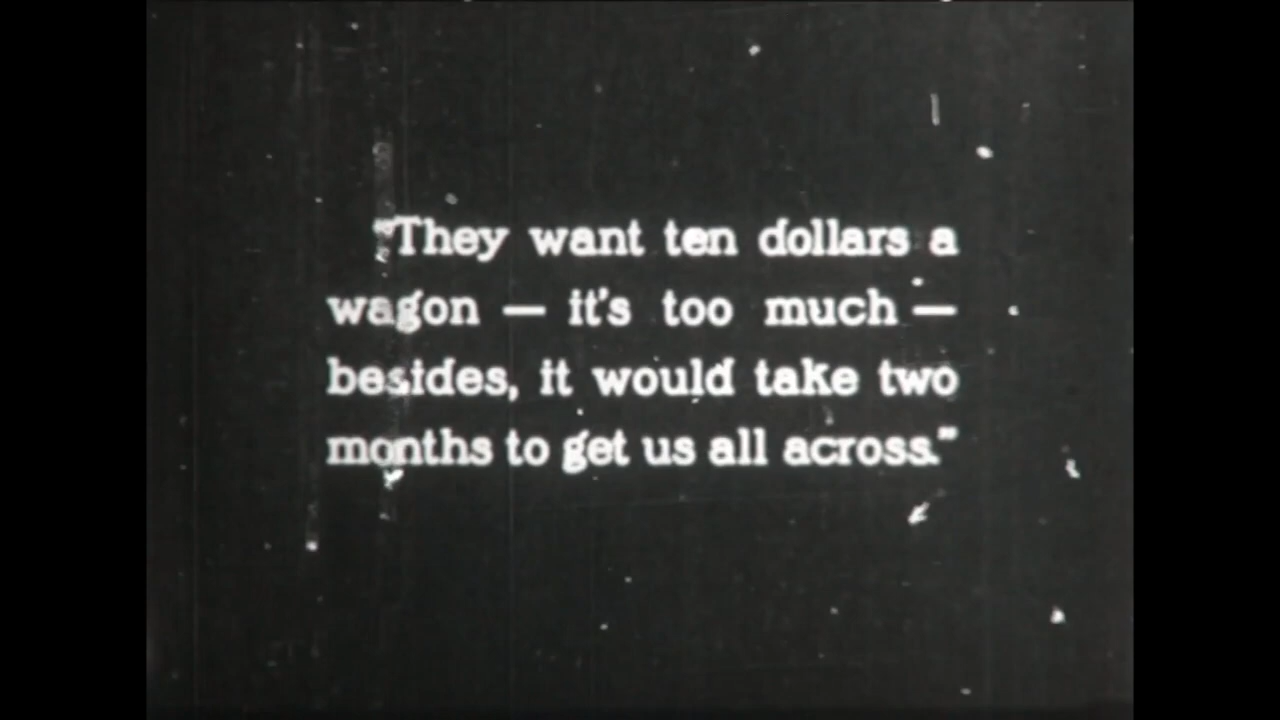 "They want ten dollars a
wagon — it's too much —
besides, it would take two
months to get us all across."